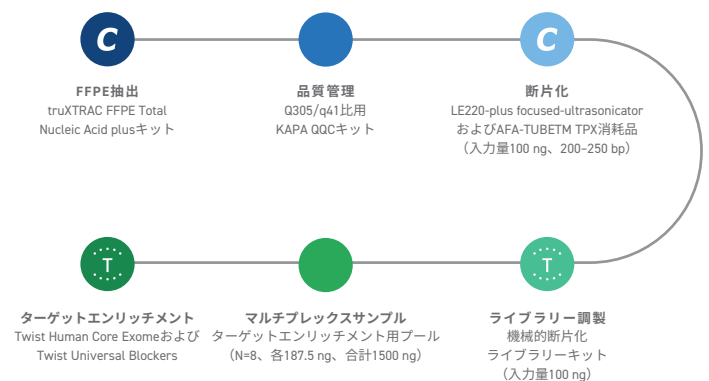 C
C
FFPE抽出
truXTRAC FFPE Total
Nucleic Acid plusキット
品質管理
Q305/q41比用
KAPA QQCキット
断片化
LE220-plus focused-ultrasonicator
およびAFA-TUBETM TPX消耗品
（入力量100 ng、200–250 bp）
T
T
ターゲットエンリッチメント
Twist Human Core Exomeおよび
Twist Universal Blockers
マルチプレックスサンプル
ターゲットエンリッチメント用プール
（N=8、各187.5 ng、合計1500 ng）
ライブラリー調製
機械的断片化
ライブラリーキット
（入力量100 ng）